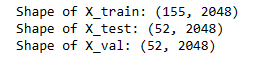 Shape of X_train: (155, 2048)
Shape of X_test: (52, 2048)
Shape of X_val: (52, 2048)